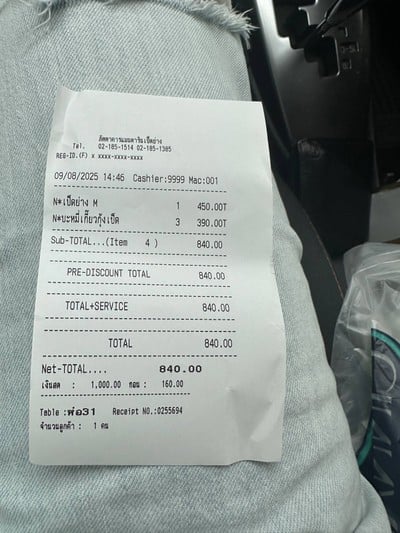 ภัตตาคารแมนดารินเป็ดย่าง
Tel. 02-185-1514 02-185-1385
REG-ID.(F) x xxxx-xxxx-xxxx
09/08/2025 14:46 Cashier:9999 Mac:001
N*เป็ดย่าง M 1 450.00T
N*บะหมี่เกี๊ยวกุ้งเป็ด 3 390.00T
Sub-TOTAL...(Item 4 ) 840.00
PRE-DISCOUNT TOTAL 840.00
TOTAL+SERVICE 840.00
TOTAL 840.00
Net-TOTAL.... 840.00
เงินสด : 1,000.00 ทอน : 160.00
Table :พ่อ31 Receipt NO.:0255694
จำนวนลูกค้า : 1 คน